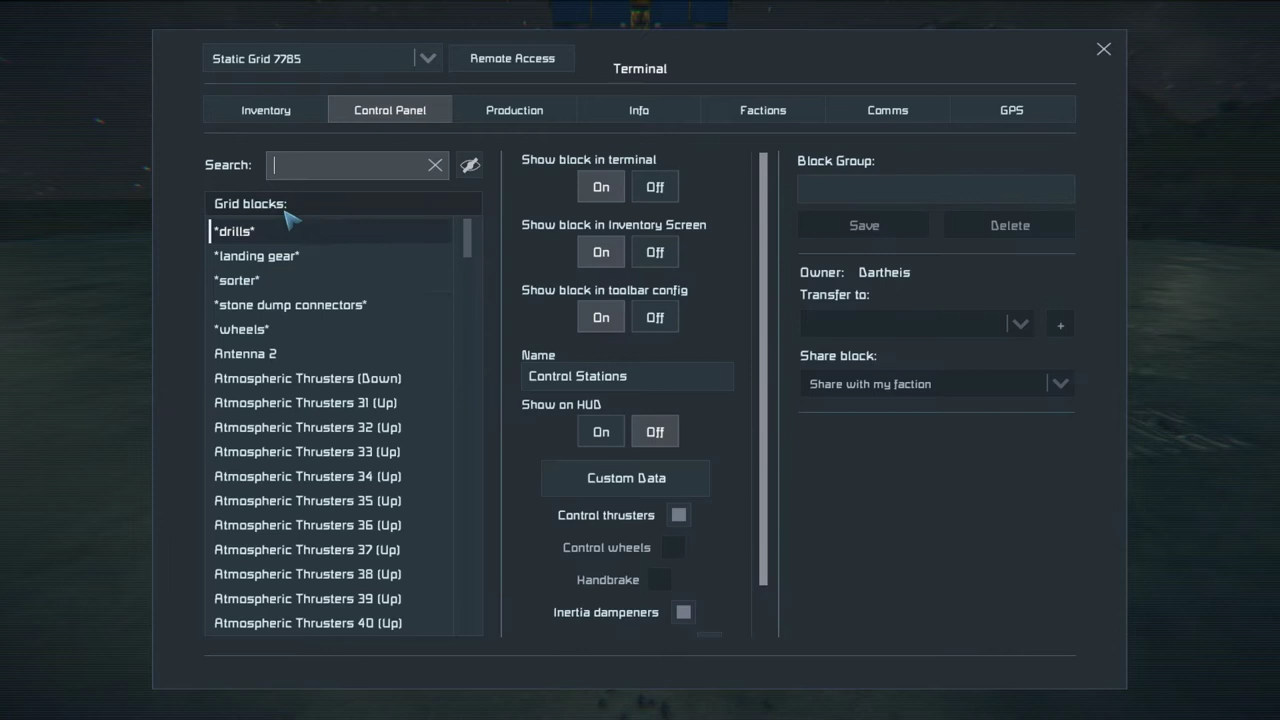 Static Grid 7785
Remote Access
Terminal
Inventory
Control Panel
Production
Info
Factions
Comms
GPS
Search:
Grid blocks:
*drills*
*landing gear*
*sorter*
*stone dump connectors*
*wheels*
Antenna 2
Atmospheric Thrusters (Down)
Atmospheric Thrusters 31 (Up)
Atmospheric Thrusters 32 (Up)
Atmospheric Thrusters 33 (Up)
Atmospheric Thrusters 34 (Up)
Atmospheric Thrusters 35 (Up)
Atmospheric Thrusters 36 (Up)
Atmospheric Thrusters 37 (Up)
Atmospheric Thrusters 38 (Up)
Atmospheric Thrusters 39 (Up)
Atmospheric Thrusters 40 (Up)
Show block in terminal
On Off
Show block in Inventory Screen
On Off
Show block in toolbar config
On Off
Name
Control Stations
Show on HUD
On Off
Custom Data
Control thrusters
Control wheels
Handbrake
Inertia dampeners
Block Group:
Save Delete
Owner: Dartheis
Transfer to:
+
Share block:
Share with my faction